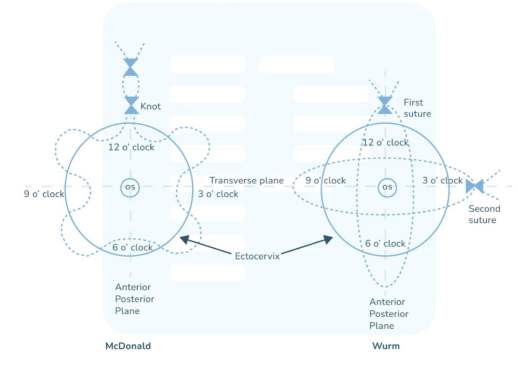 Knot
12 o' clock
os
9 o' clock
3 o' clock
6 o' clock
Anterior
Posterior
Plane
McDonald
Transverse plane
Ectocervix
First
suture
12 o' clock
9 o' clock
os
3 o' clock
Second
suture
6 o' clock
Anterior
Posterior
Plane
Wurm